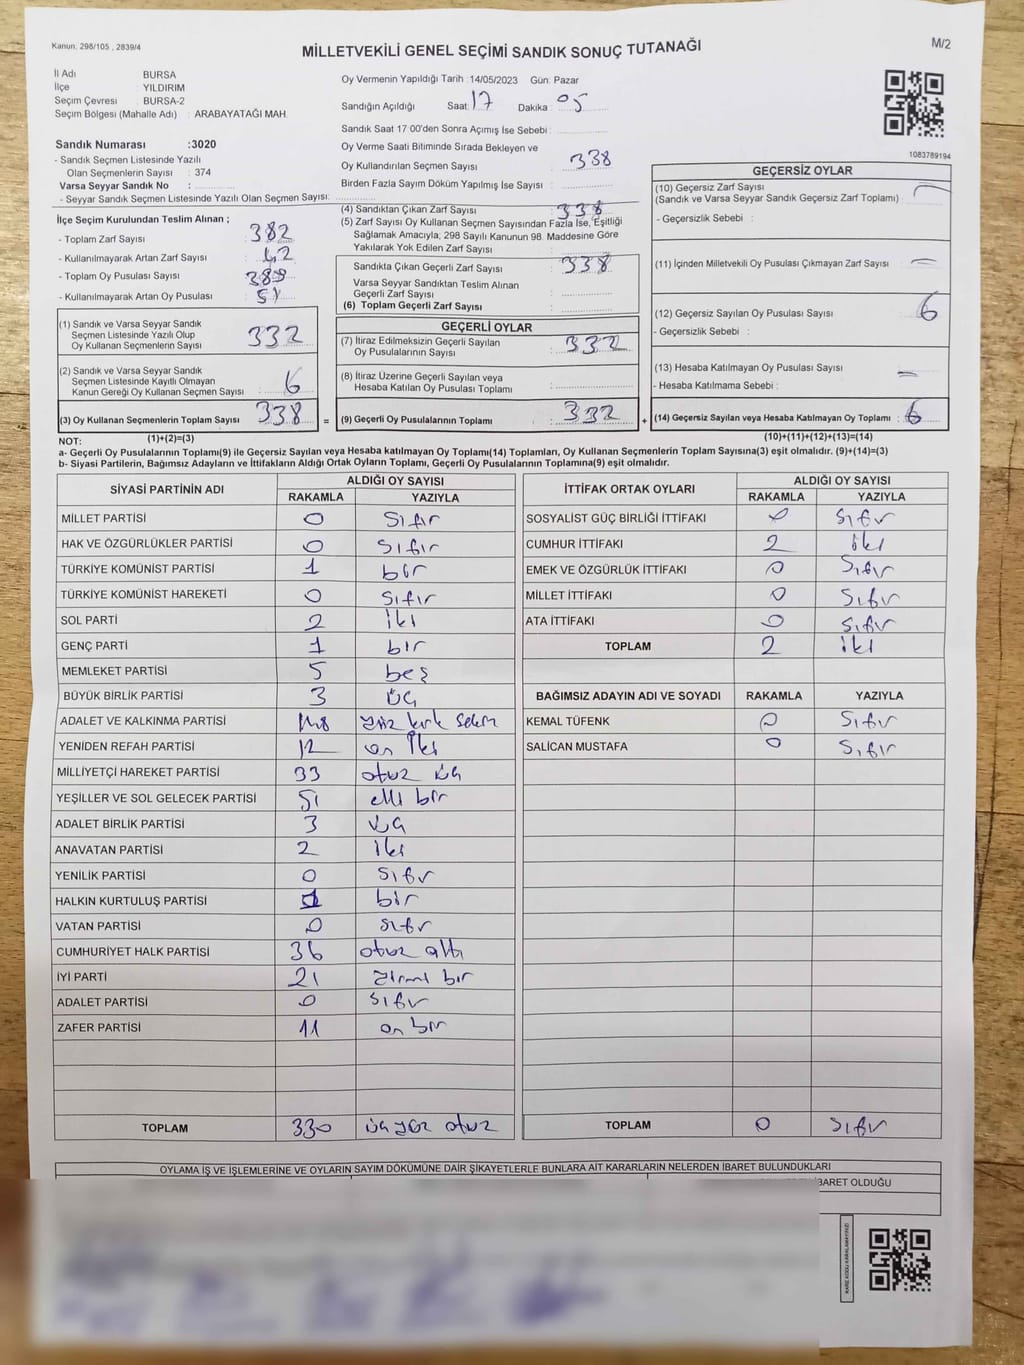 Kanun: 298/105 , 2839/4
MİLLETVEKİLİ GENEL SEÇİMİ SANDIK SONUÇ TUTANAĞI
M/2
İl Adı BURSA
İlçe YILDIRIM
Seçim Çevresi : BURSA-2
Seçim Bölgesi (Mahalle Adı) : ARABAYATAĞI MAH.
Oy Vermenin Yapıldığı Tarih :14/05/2023 Gün: Pazar
Sandığın Açıldığı Saat: 17 Dakika: 05
Sandık Saat 17 00'den Sonra Açımış İse Sebebi :
Oy Verme Saati Bitiminde Sırada Bekleyen ve
Oy Kullandırılan Seçmen Sayısı : 338
Birden Fazla Sayım Döküm Yapılmış İse Sayısı :
1083789194
Sandık Numarası :3020
- Sandık Seçmen Listesinde Yazılı
Olan Seçmenlerin Sayısı : 374
Varsa Seyyar Sandık No :
- Seyyar Sandık Seçmen Listesinde Yazılı Olan Seçmen Sayısı:
İlçe Seçim Kurulundan Teslim Alınan ;
- Toplam Zarf Sayısı 382
- Kullanılmayarak Artan Zarf Sayısı 42
- Toplam Oy Pusulası Sayısı 389
- Kullanılmayarak Artan Oy Pusulası 51
(4) Sandıktan Çıkan Zarf Sayısı : 338
(5) Zarf Sayısı Oy Kullanan Seçmen Sayısından Fazla İse, Eşitliği
Sağlamak Amacıyla, 298 Sayılı Kanunun 98. Maddesine Göre
Yakılarak Yok Edilen Zarf Sayısı :
Sandıkta Çıkan Geçerli Zarf Sayısı : 338
Varsa Seyyar Sandıktan Teslim Alınan
Geçerli Zarf Sayısı :
(6) Toplam Geçerli Zarf Sayısı :
GEÇERSİZ OYLAR
(10) Geçersiz Zarf Sayısı
(Sandık ve Varsa Seyyar Sandık Geçersiz Zarf Toplamı) : —
- Geçersizlik Sebebi :
(11) İçinden Milletvekili Oy Pusulası Çıkmayan Zarf Sayısı : —
(12) Geçersiz Sayılan Oy Pusulası Sayısı : 6
- Geçersizlik Sebebi :
(13) Hesaba Katılmayan Oy Pusulası Sayısı : —
- Hesaba Katılmama Sebebi :
(1) Sandık ve Varsa Seyyar Sandık
Seçmen Listesinde Yazılı Olup
Oy Kullanan Seçmenlerin Sayısı : 332
(2) Sandık ve Varsa Seyyar Sandık
Seçmen Listesinde Kayıtlı Olmayan
Kanun Gereği Oy Kullanan Seçmen Sayısı : 6
(3) Oy Kullanan Seçmenlerin Toplam Sayısı : 338
GEÇERLİ OYLAR
(7) İtiraz Edilmeksizin Geçerli Sayılan
Oy Pusulalarının Sayısı : 332
(8) İtiraz Üzerine Geçerli Sayılan veya
Hesaba Katılan Oy Pusulası Toplamı :
= (9) Geçerli Oy Pusulalarının Toplamı : 332
+ (14) Geçersiz Sayılan veya Hesaba Katılmayan Oy Toplamı : 6
NOT: (1)+(2)=(3) (10)+(11)+(12)+(13)=(14)
a- Geçerli Oy Pusulalarının Toplamı(9) ile Geçersiz Sayılan veya Hesaba katılmayan Oy Toplamı(14) Toplamları, Oy Kullanan Seçmenlerin Toplam Sayısına(3) eşit olmalıdır. (9)+(14)=(3)
b- Siyasi Partilerin, Bağımsız Adayların ve İttifakların Aldığı Ortak Oyların Toplamı, Geçerli Oy Pusulalarının Toplamına(9) eşit olmalıdır.
SİYASİ PARTİNİN ADI ALDIĞI OY SAYISI
RAKAMLA YAZIYLA
MİLLET PARTİSİ 0 Sıfır
HAK VE ÖZGÜRLÜKLER PARTİSİ 0 sıfır
TÜRKİYE KOMÜNİST PARTİSİ 1 bir
TÜRKİYE KOMÜNİST HAREKETİ 0 sıfır
SOL PARTİ 2 iki
GENÇ PARTİ 1 bir
MEMLEKET PARTİSİ 5 beş
BÜYÜK BİRLİK PARTİSİ 3 üç
ADALET VE KALKINMA PARTİSİ 148 yüz kırk sekiz
YENİDEN REFAH PARTİSİ 12 on iki
MİLLİYETÇİ HAREKET PARTİSİ 33 otuz üç
YEŞİLLER VE SOL GELECEK PARTİSİ 51 elli bir
ADALET BİRLİK PARTİSİ 3 üç
ANAVATAN PARTİSİ 2 iki
YENİLİK PARTİSİ 0 sıfır
HALKIN KURTULUŞ PARTİSİ 1 bir
VATAN PARTİSİ 0 sıfır
CUMHURİYET HALK PARTİSİ 36 otuz altı
İYİ PARTİ 21 yirmi bir
ADALET PARTİSİ 0 sıfır
ZAFER PARTİSİ 11 on bir
TOPLAM 330 üç yüz otuz
İTTİFAK ORTAK OYLARI ALDIĞI OY SAYISI
RAKAMLA YAZIYLA
SOSYALİST GÜÇ BİRLİĞİ İTTİFAKI 0 sıfır
CUMHUR İTTİFAKI 2 iki
EMEK VE ÖZGÜRLÜK İTTİFAKI 0 Sıfır
MİLLET İTTİFAKI 0 Sıfır
ATA İTTİFAKI 0 sıfır
TOPLAM 2 iki
BAĞIMSIZ ADAYIN ADI VE SOYADI RAKAMLA YAZIYLA
KEMAL TÜFENK 0 Sıfır
SALİCAN MUSTAFA 0 Sıfır
TOPLAM 0 Sıfır
OYLAMA İŞ VE İŞLEMLERİNE VE OYLARIN SAYIM DÖKÜMÜNE DAİR ŞİKAYETLERLE BUNLARA AİT KARARLARIN NELERDEN İBARET BULUNDUKLARI
İBARET OLDUĞU
KARE KODU KARALAMAYINIZ!